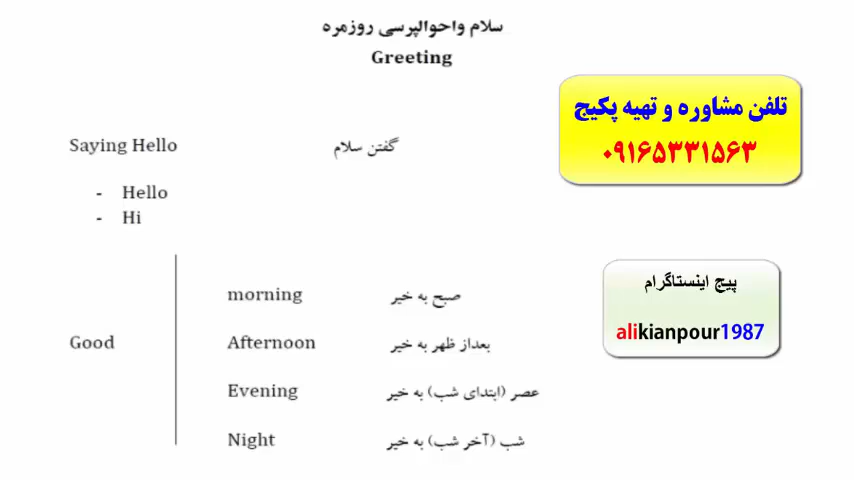 سلام واحوالپرسی روزمره
Greeting
تلفن مشاوره و تهیه پکیج
۰۹۱۶۵۳۳۱۵۶۳
Saying Hello گفتن سلام
- Hello
- Hi
پیج اینستاگرام
alikianpour1987
morning صبح به خیر
Good Afternoon بعداز ظهر به خیر
Evening عصر (ابتدای شب) به خیر
Night شب (آخر شب) به خیر